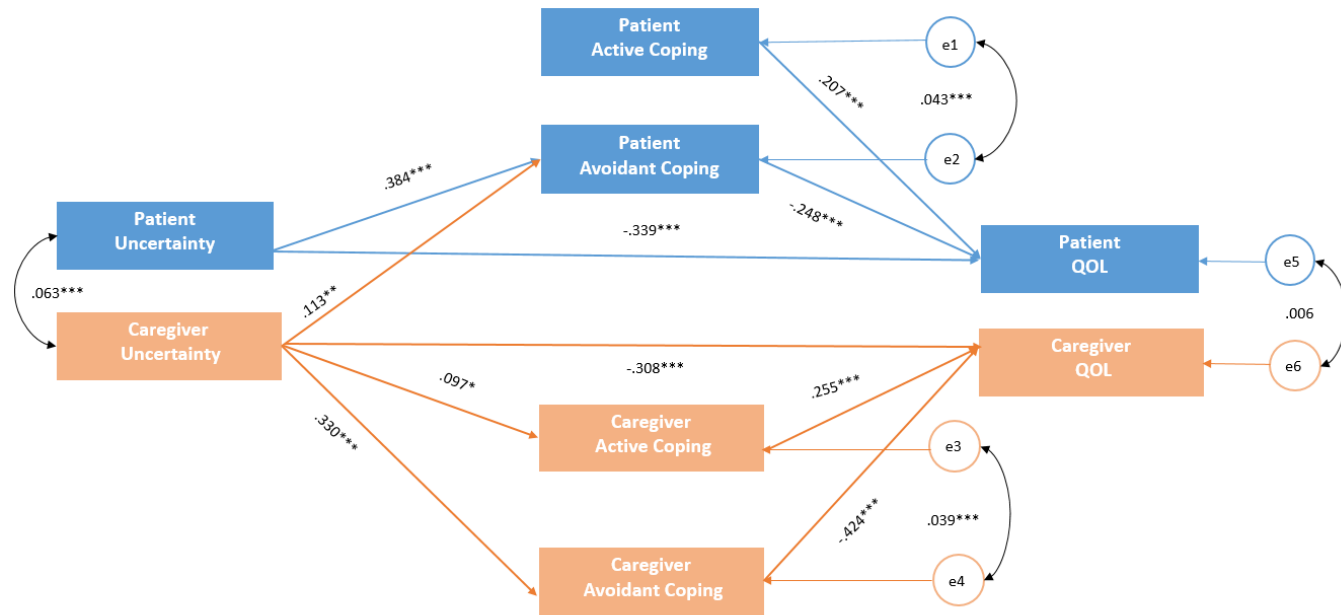 Patient
Active Coping
e1
.207***
.043***
Patient
Avoidant Coping
e2
.384***
-.248***
Patient
Uncertainty
-.339***
Patient
QOL
e5
.063***
.113**
.006
Caregiver
Uncertainty
Caregiver
QOL
e6
-.308***
.097*
.255***
.330***
Caregiver
Active Coping
e3
-.424***
.039***
Caregiver
Avoidant Coping
e4